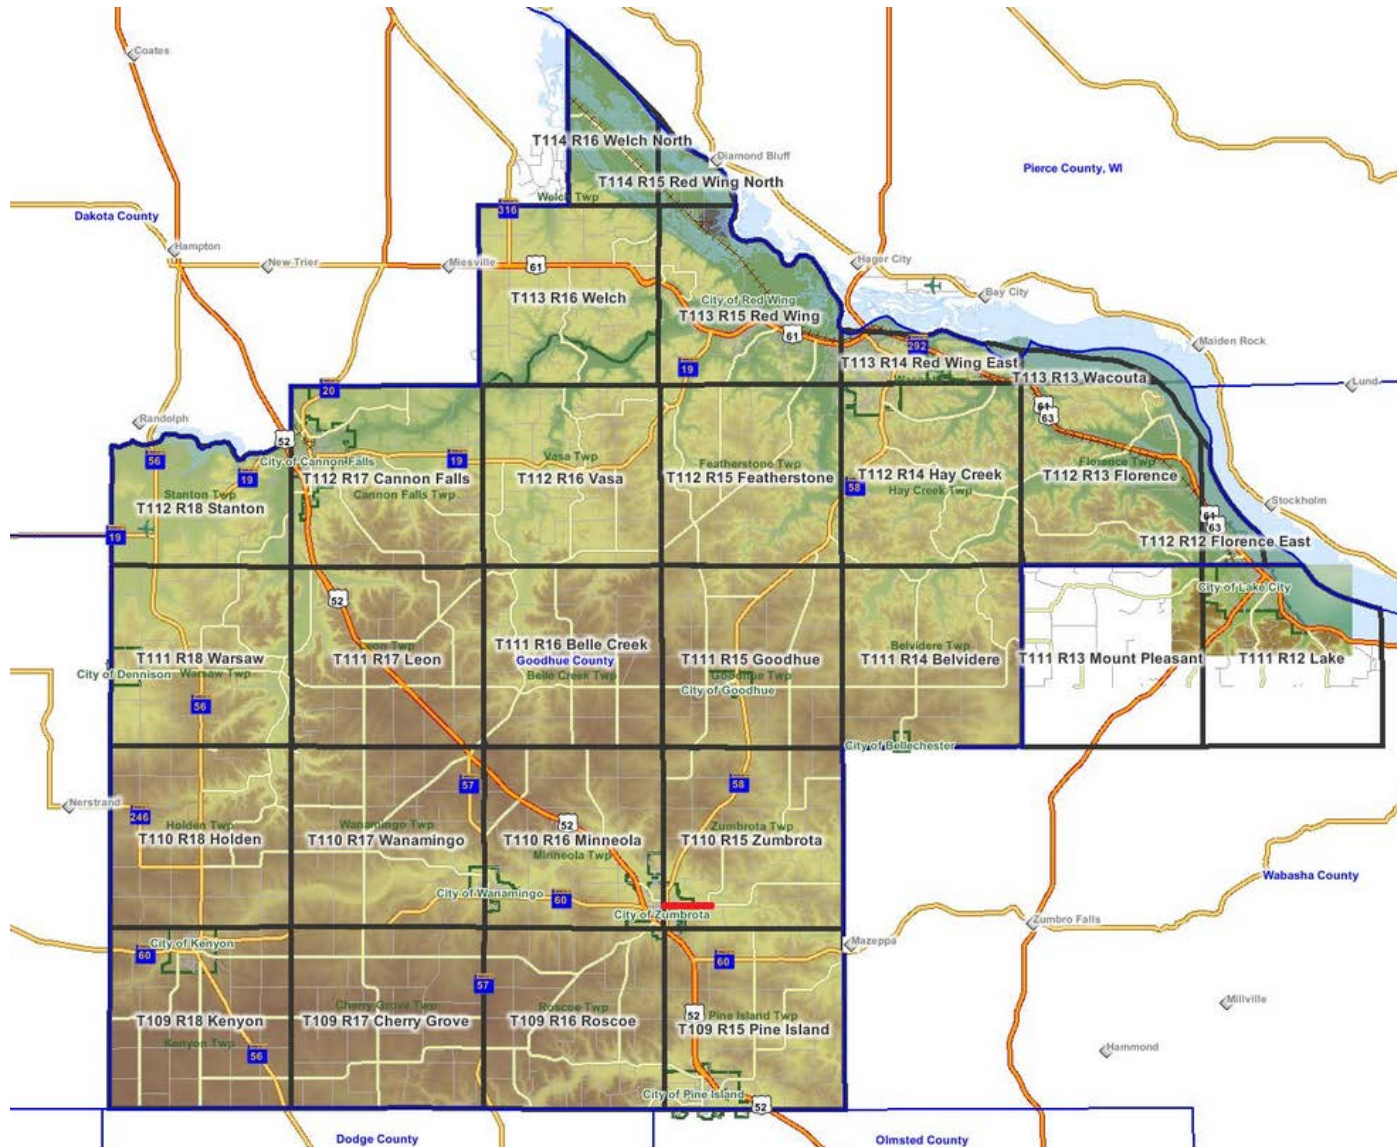 Coates
T114 R16 Welch North
Diamond Bluff
Pierce County, WI
T114 R15 Red Wing North
Welch Twp
316
Dakota County
Hampton
New Trier
Miesville
61
Hager City
Bay City
T113 R16 Welch
City of Red Wing
T113 R15 Red Wing
61
292
Maiden Rock
T113 R14 Red Wing East
19
T113 R13 Wacouta
Lund
20
Randolph
61
63
52
56
19
City of Cannon Falls
19
Vasa Twp
Featherstone Twp
Florence Twp
T112 R17 Cannon Falls
T112 R16 Vasa
T112 R15 Featherstone
T112 R14 Hay Creek
T112 R13 Florence
Stanton Twp
Cannon Falls Twp
58
Hay Creek Twp
T112 R18 Stanton
Stockholm
61
63
19
T112 R12 Florence East
City of Lake City
52
T111 R16 Belle Creek
Belvidere Twp
T111 R18 Warsaw
T111 R17 Leon
Goodhue County
T111 R15 Goodhue
T111 R14 Belvidere
T111 R13 Mount Pleasant
T111 R12 Lake
City of Dennison
Warsaw Twp
Belle Creek Twp
Goodhue Twp
City of Goodhue
56
City of Bellechester
57
58
Nerstrand
246
52
Holden Twp
Wanamingo Twp
Zumbrota Twp
T110 R18 Holden
T110 R17 Wanamingo
T110 R16 Minneola
T110 R15 Zumbrota
Minneola Twp
Wabasha County
City of Wanamingo
60
City of Zumbrota
Zumbro Falls
City of Kenyon
Mazeppa
60
60
57
Millville
Cherry Grove Twp
Roscoe Twp
52
Pine Island Twp
T109 R18 Kenyon
T109 R17 Cherry Grove
T109 R16 Roscoe
T109 R15 Pine Island
Kenyon Twp
56
Hammond
City of Pine Island
52
Dodge County
Olmsted County